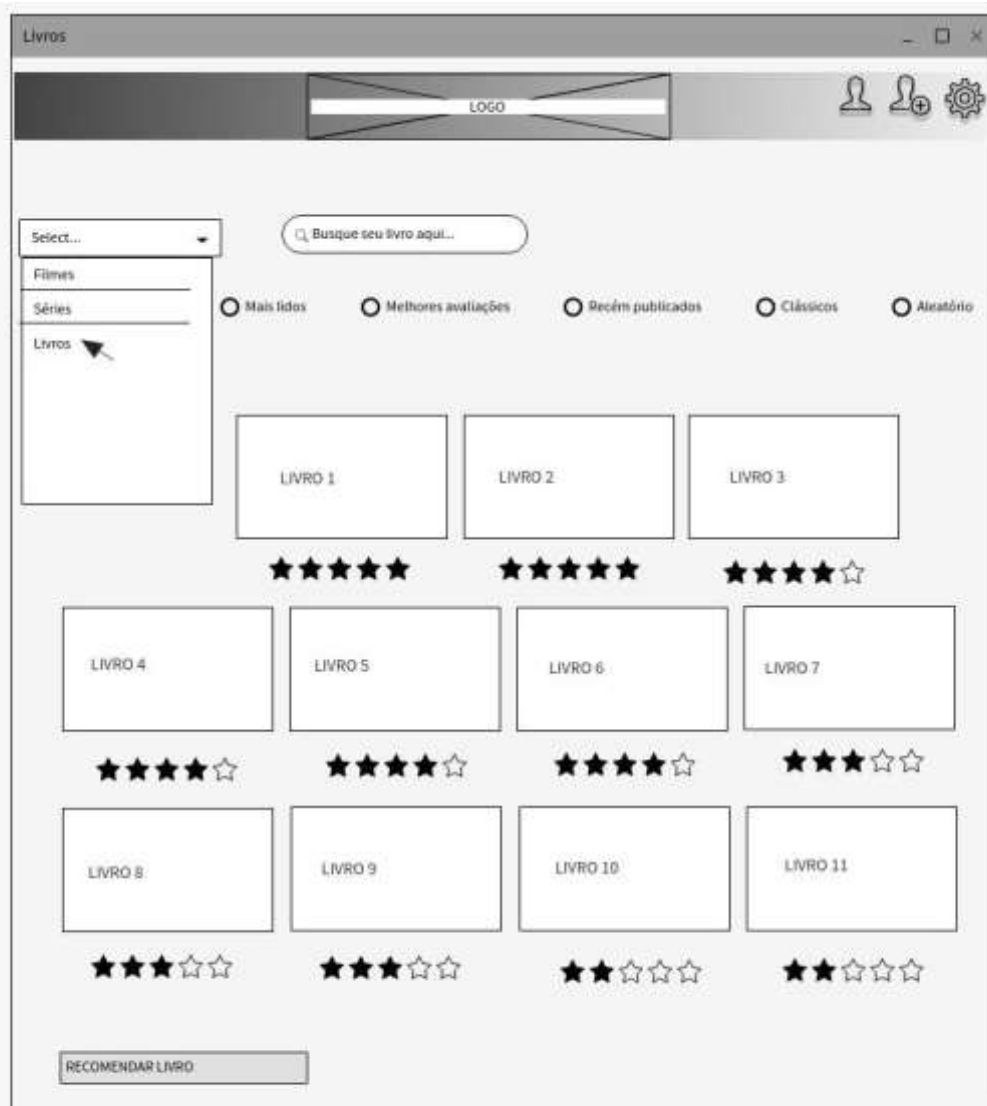 Livros
LOGO
Select...
Busque seu livro aqui...
Filmes
Séries
Livros
Mais lidos
Melhores avaliações
Recém publicados
Clássicos
Aleatório
LIVRO 1
LIVRO 2
LIVRO 3
LIVRO 4
LIVRO 5
LIVRO 6
LIVRO 7
LIVRO 8
LIVRO 9
LIVRO 10
LIVRO 11
RECOMENDAR LIVRO